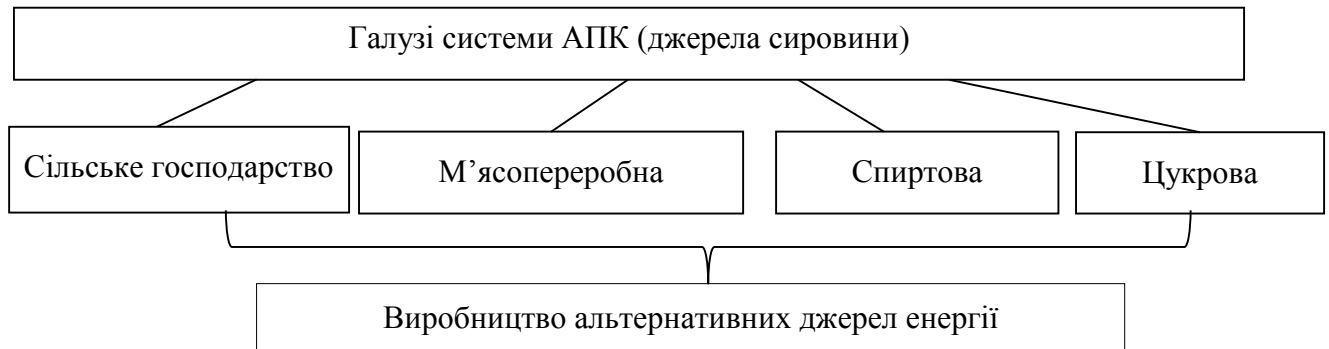 Галузі системи АПК (джерела сировини)
Сільське господарство
М’ясопереробна
Спиртова
Цукрова
Виробництво альтернативних джерел енергії